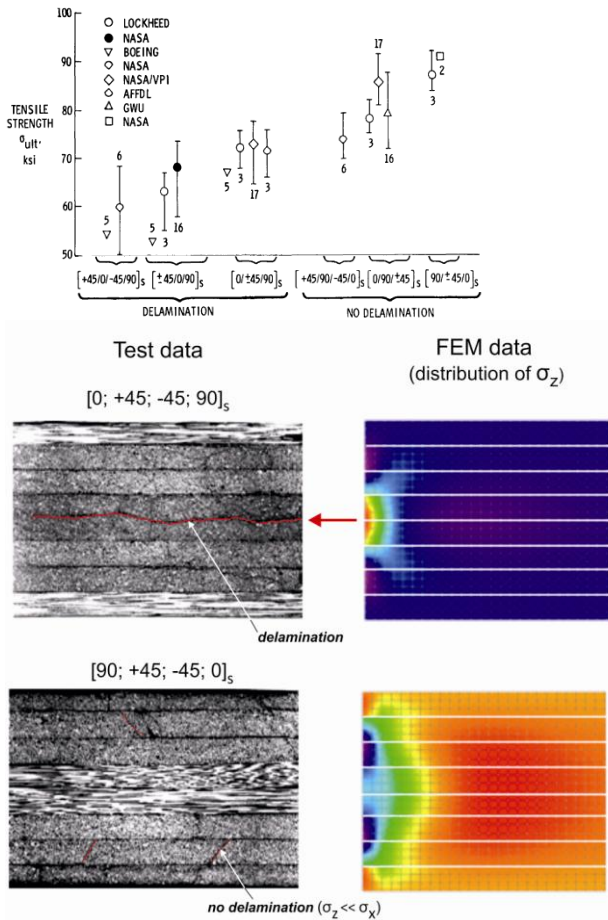 80
70
60
50
TENSILE
STRENGTH
σult,
ksi
LOCKHEED
NASA
BOEING
NASA
NASA/VPI
AFFDL
GWU
NASA
5
6
5
3
16
5
3
17
3
6
3
17
16
3
2
[+45/0/-45/90]S
[±45/0/90]S
[0/±45/90]S
[+45/90/-45/0]S
[0/90/±45]S
[90/±45/0]S
DELAMINATION
NO DELAMINATION
Test data
FEM data
(distribution of σz)
[0; +45; -45; 90]s
delamination
[90; +45; -45; 0]s
no delamination (σz << σx)